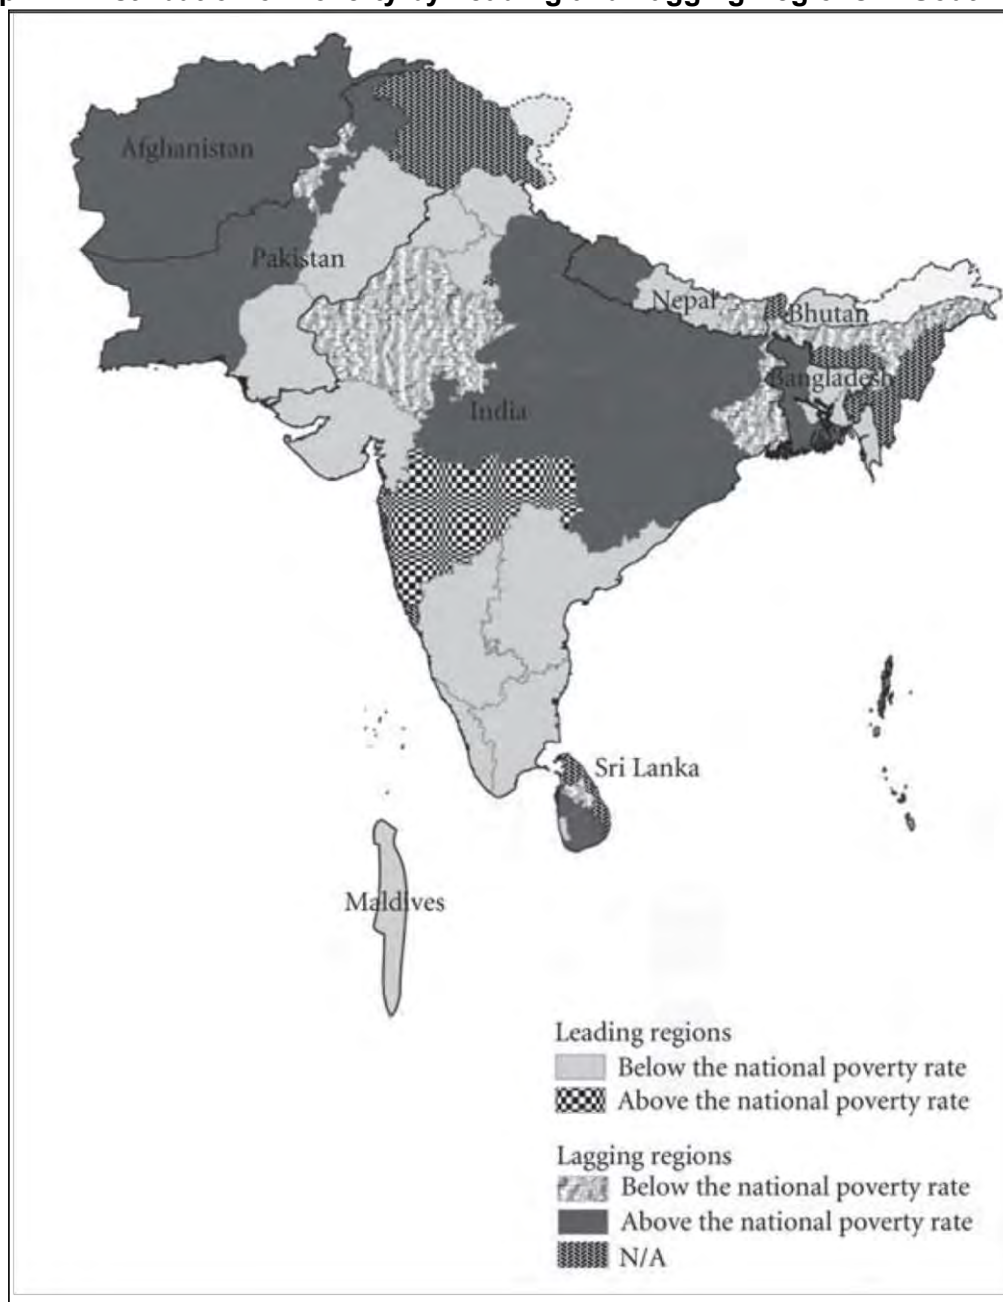 Afghanistan
Pakistan
Nepal
Bhutan
Bangladesh
India
Sri Lanka
Maldives
Leading regions
Below the national poverty rate
Above the national poverty rate
Lagging regions
Below the national poverty rate
Above the national poverty rate
N/A